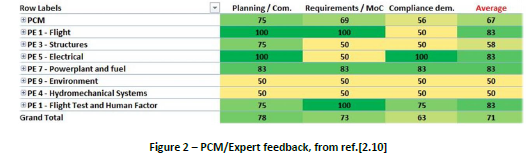 Row Labels Planning / Com. Requirements / MoC Compliance dem. Average
PCM 75 69 56 67
PE 1 - Flight 100 100 50 83
PE 3 - Structures 75 50 50 58
PE 5 - Electrical 100 50 100 83
PE 7 - Powerplant and fuel 83 83 83 83
PE 9 - Environment 50 50 50 50
PE 4 - Hydromechanical Systems 50 50 50 50
PE 1 - Flight Test and Human Factor 75 100 75 83
Grand Total 78 73 63 71
Figure 2 – PCM/Expert feedback, from ref.[2.10]